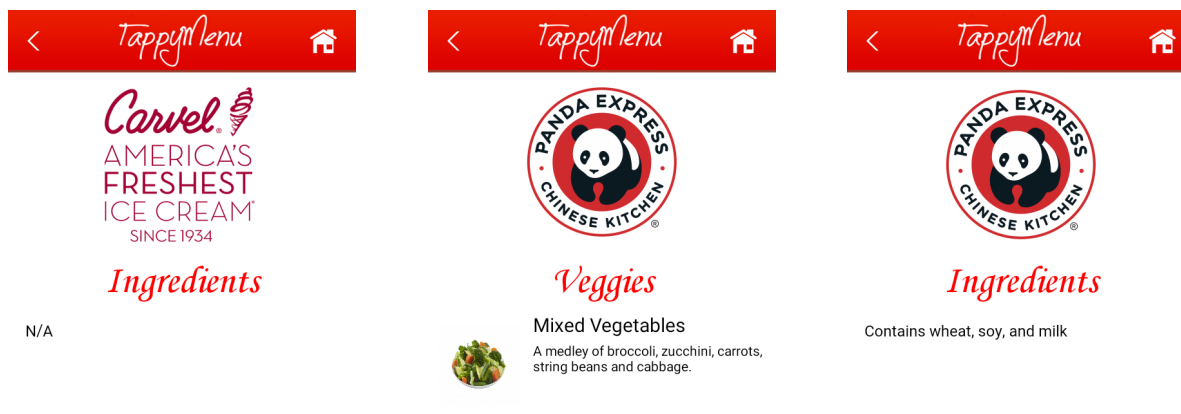 TappyMenu
Carvel®
AMERICA'S
FRESHEST
ICE CREAM®
SINCE 1934
Ingredients
N/A
TappyMenu
PANDA EXPRESS
CHINESE KITCHEN
®
Veggies
Mixed Vegetables
A medley of broccoli, zucchini, carrots,
string beans and cabbage.
TappyMenu
PANDA EXPRESS
CHINESE KITCHEN
®
Ingredients
Contains wheat, soy, and milk